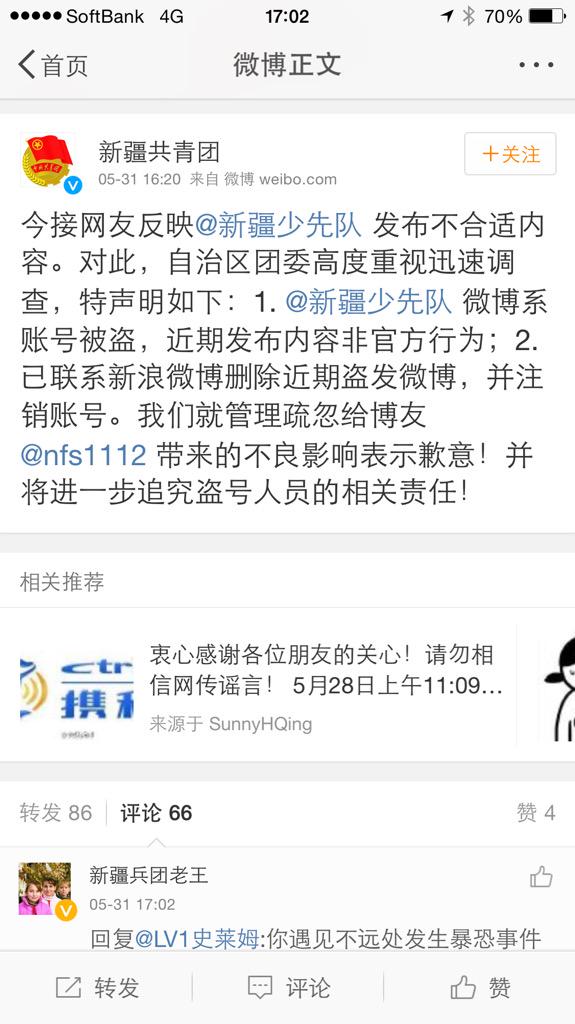 SoftBank 4G 17:02 70%
首页 微博正文
新疆共青团 +关注
05-31 16:20 来自 微博 weibo.com
今接网友反映@新疆少先队 发布不合适内
容。对此，自治区团委高度重视迅速调
查，特声明如下：1. @新疆少先队 微博系
账号被盗，近期发布内容非官方行为；2.
已联系新浪微博删除近期盗发微博，并注
销账号。我们就管理疏忽给博友
@nfs1112 带来的不良影响表示歉意！并
将进一步追究盗号人员的相关责任！
相关推荐
衷心感谢各位朋友的关心！请勿相
信网传谣言！ 5月28日上午11:09...
来源于 SunnyHQing
转发 86 评论 66 赞 4
新疆兵团老王
05-31 17:02
回复@LV1史莱姆:你遇见不远处发生暴恐事件
转发 评论 赞